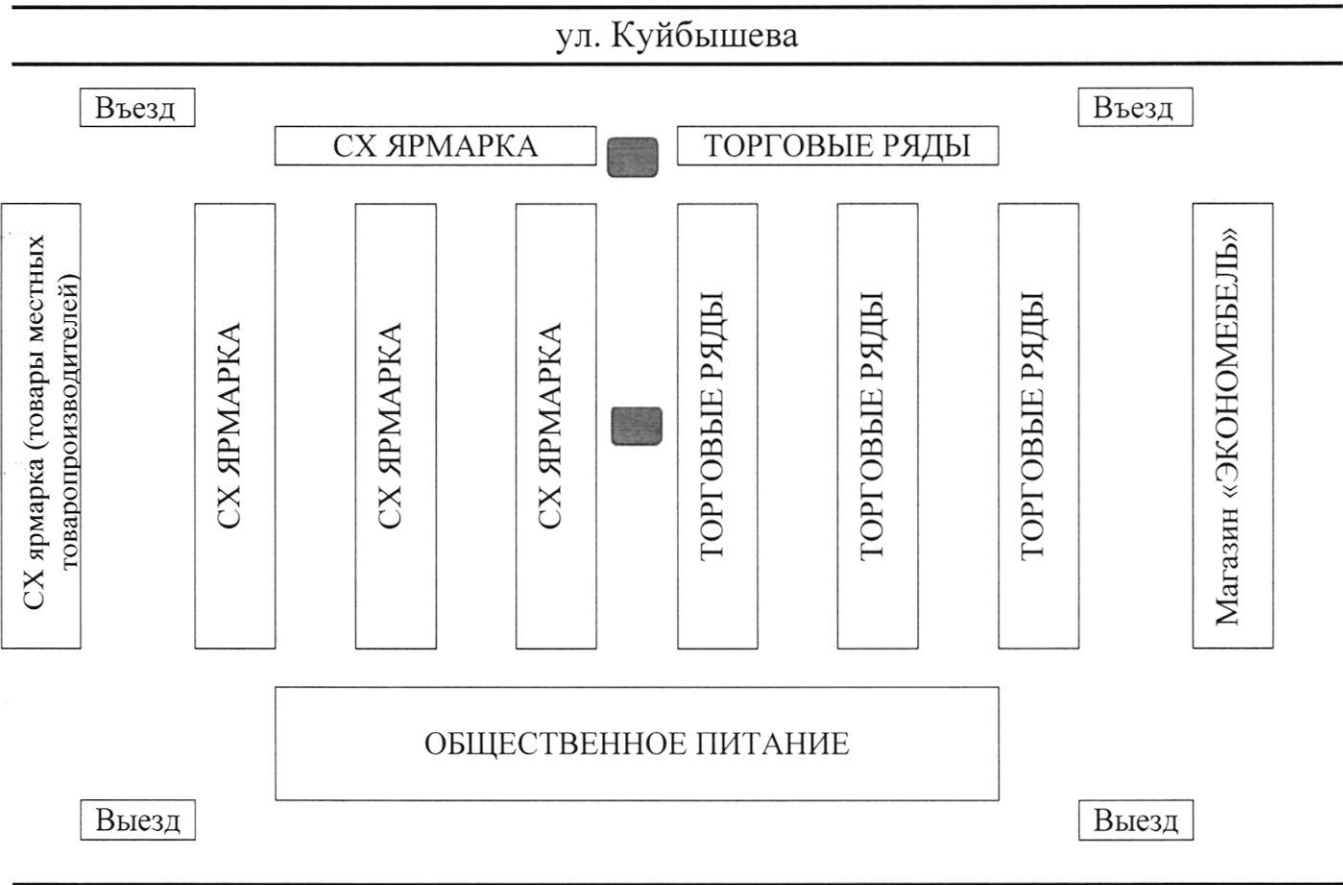 ул. Куйбышева
Въезд
Въезд
СХ ЯРМАРКА
ТОРГОВЫЕ РЯДЫ
СХ ярмарка (товары местных
товаропроизводителей)
СХ ЯРМАРКА
СХ ЯРМАРКА
СХ ЯРМАРКА
ТОРГОВЫЕ РЯДЫ
ТОРГОВЫЕ РЯДЫ
ТОРГОВЫЕ РЯДЫ
Магазин «ЭКОНОМЕБЕЛЬ»
ОБЩЕСТВЕННОЕ ПИТАНИЕ
Выезд
Выезд